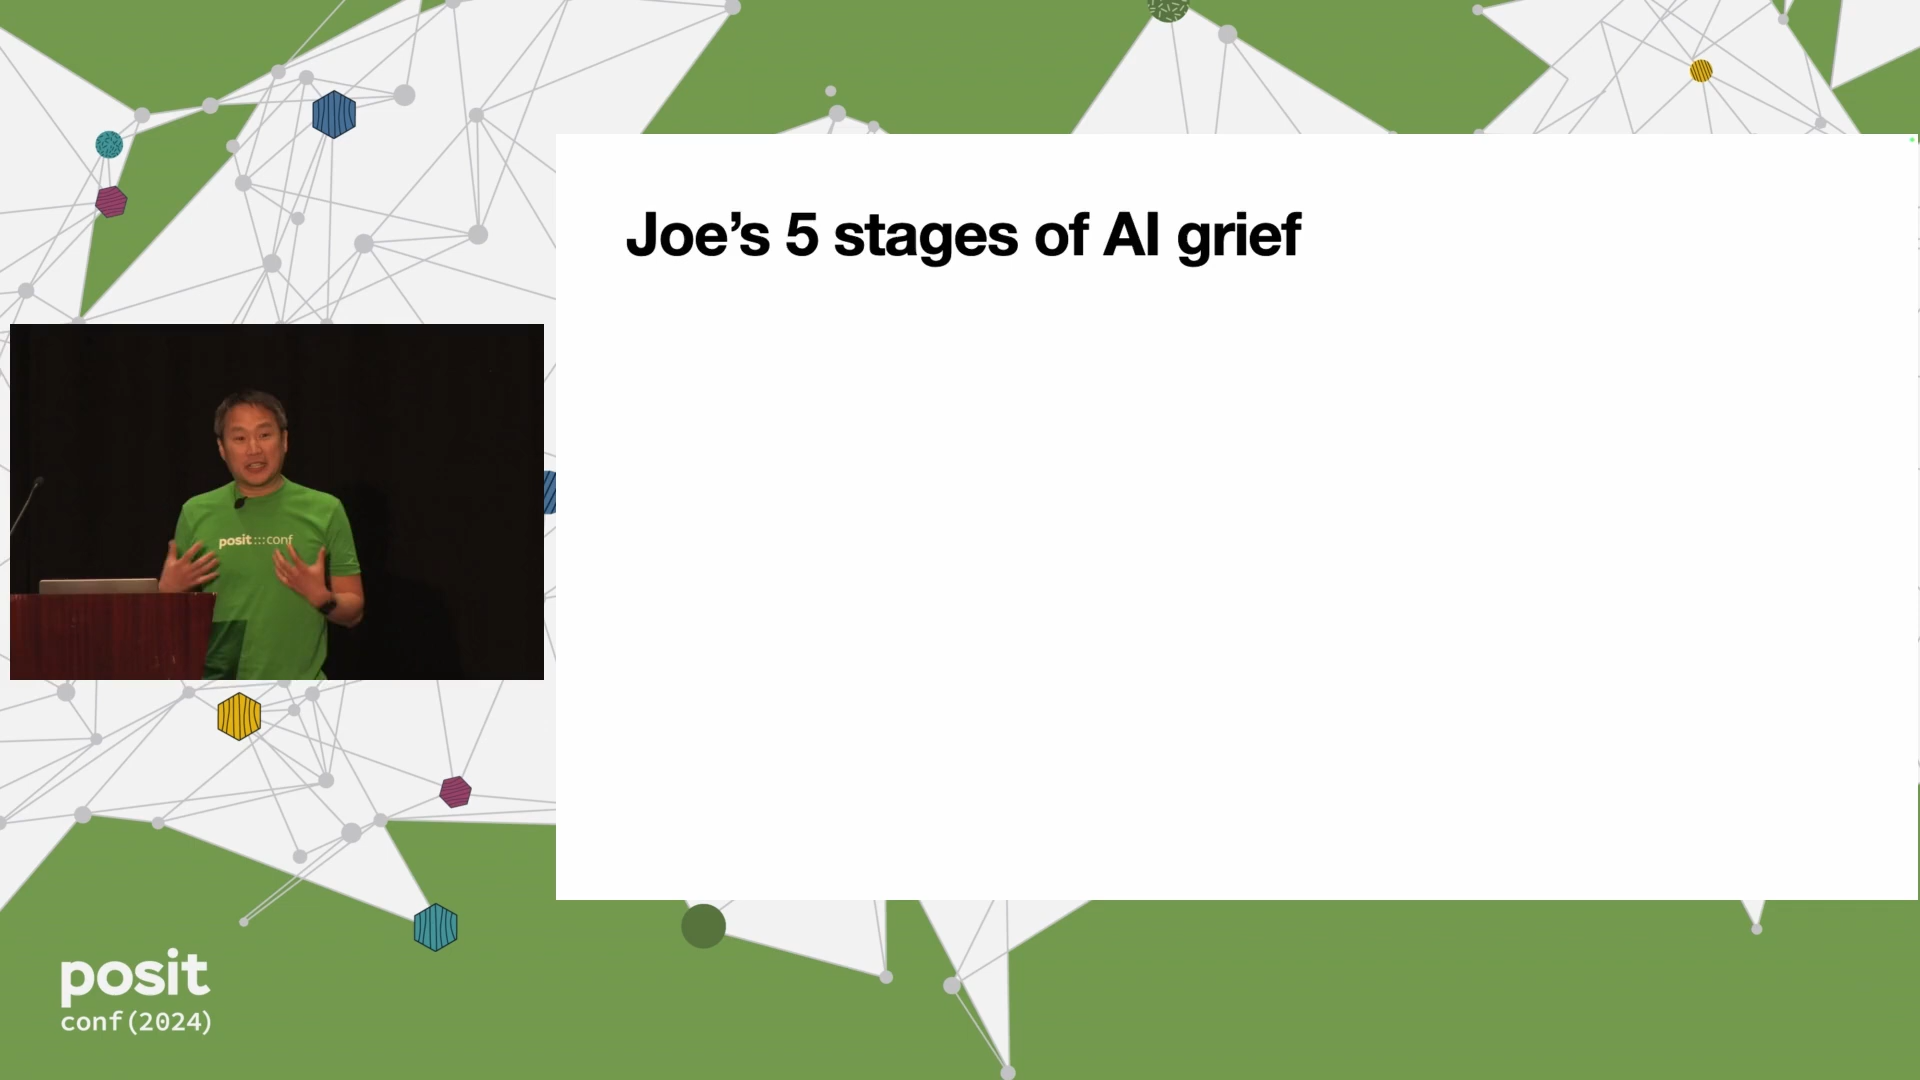 Joe’s 5 stages of AI grief
posit:::conf
posit
conf(2024)